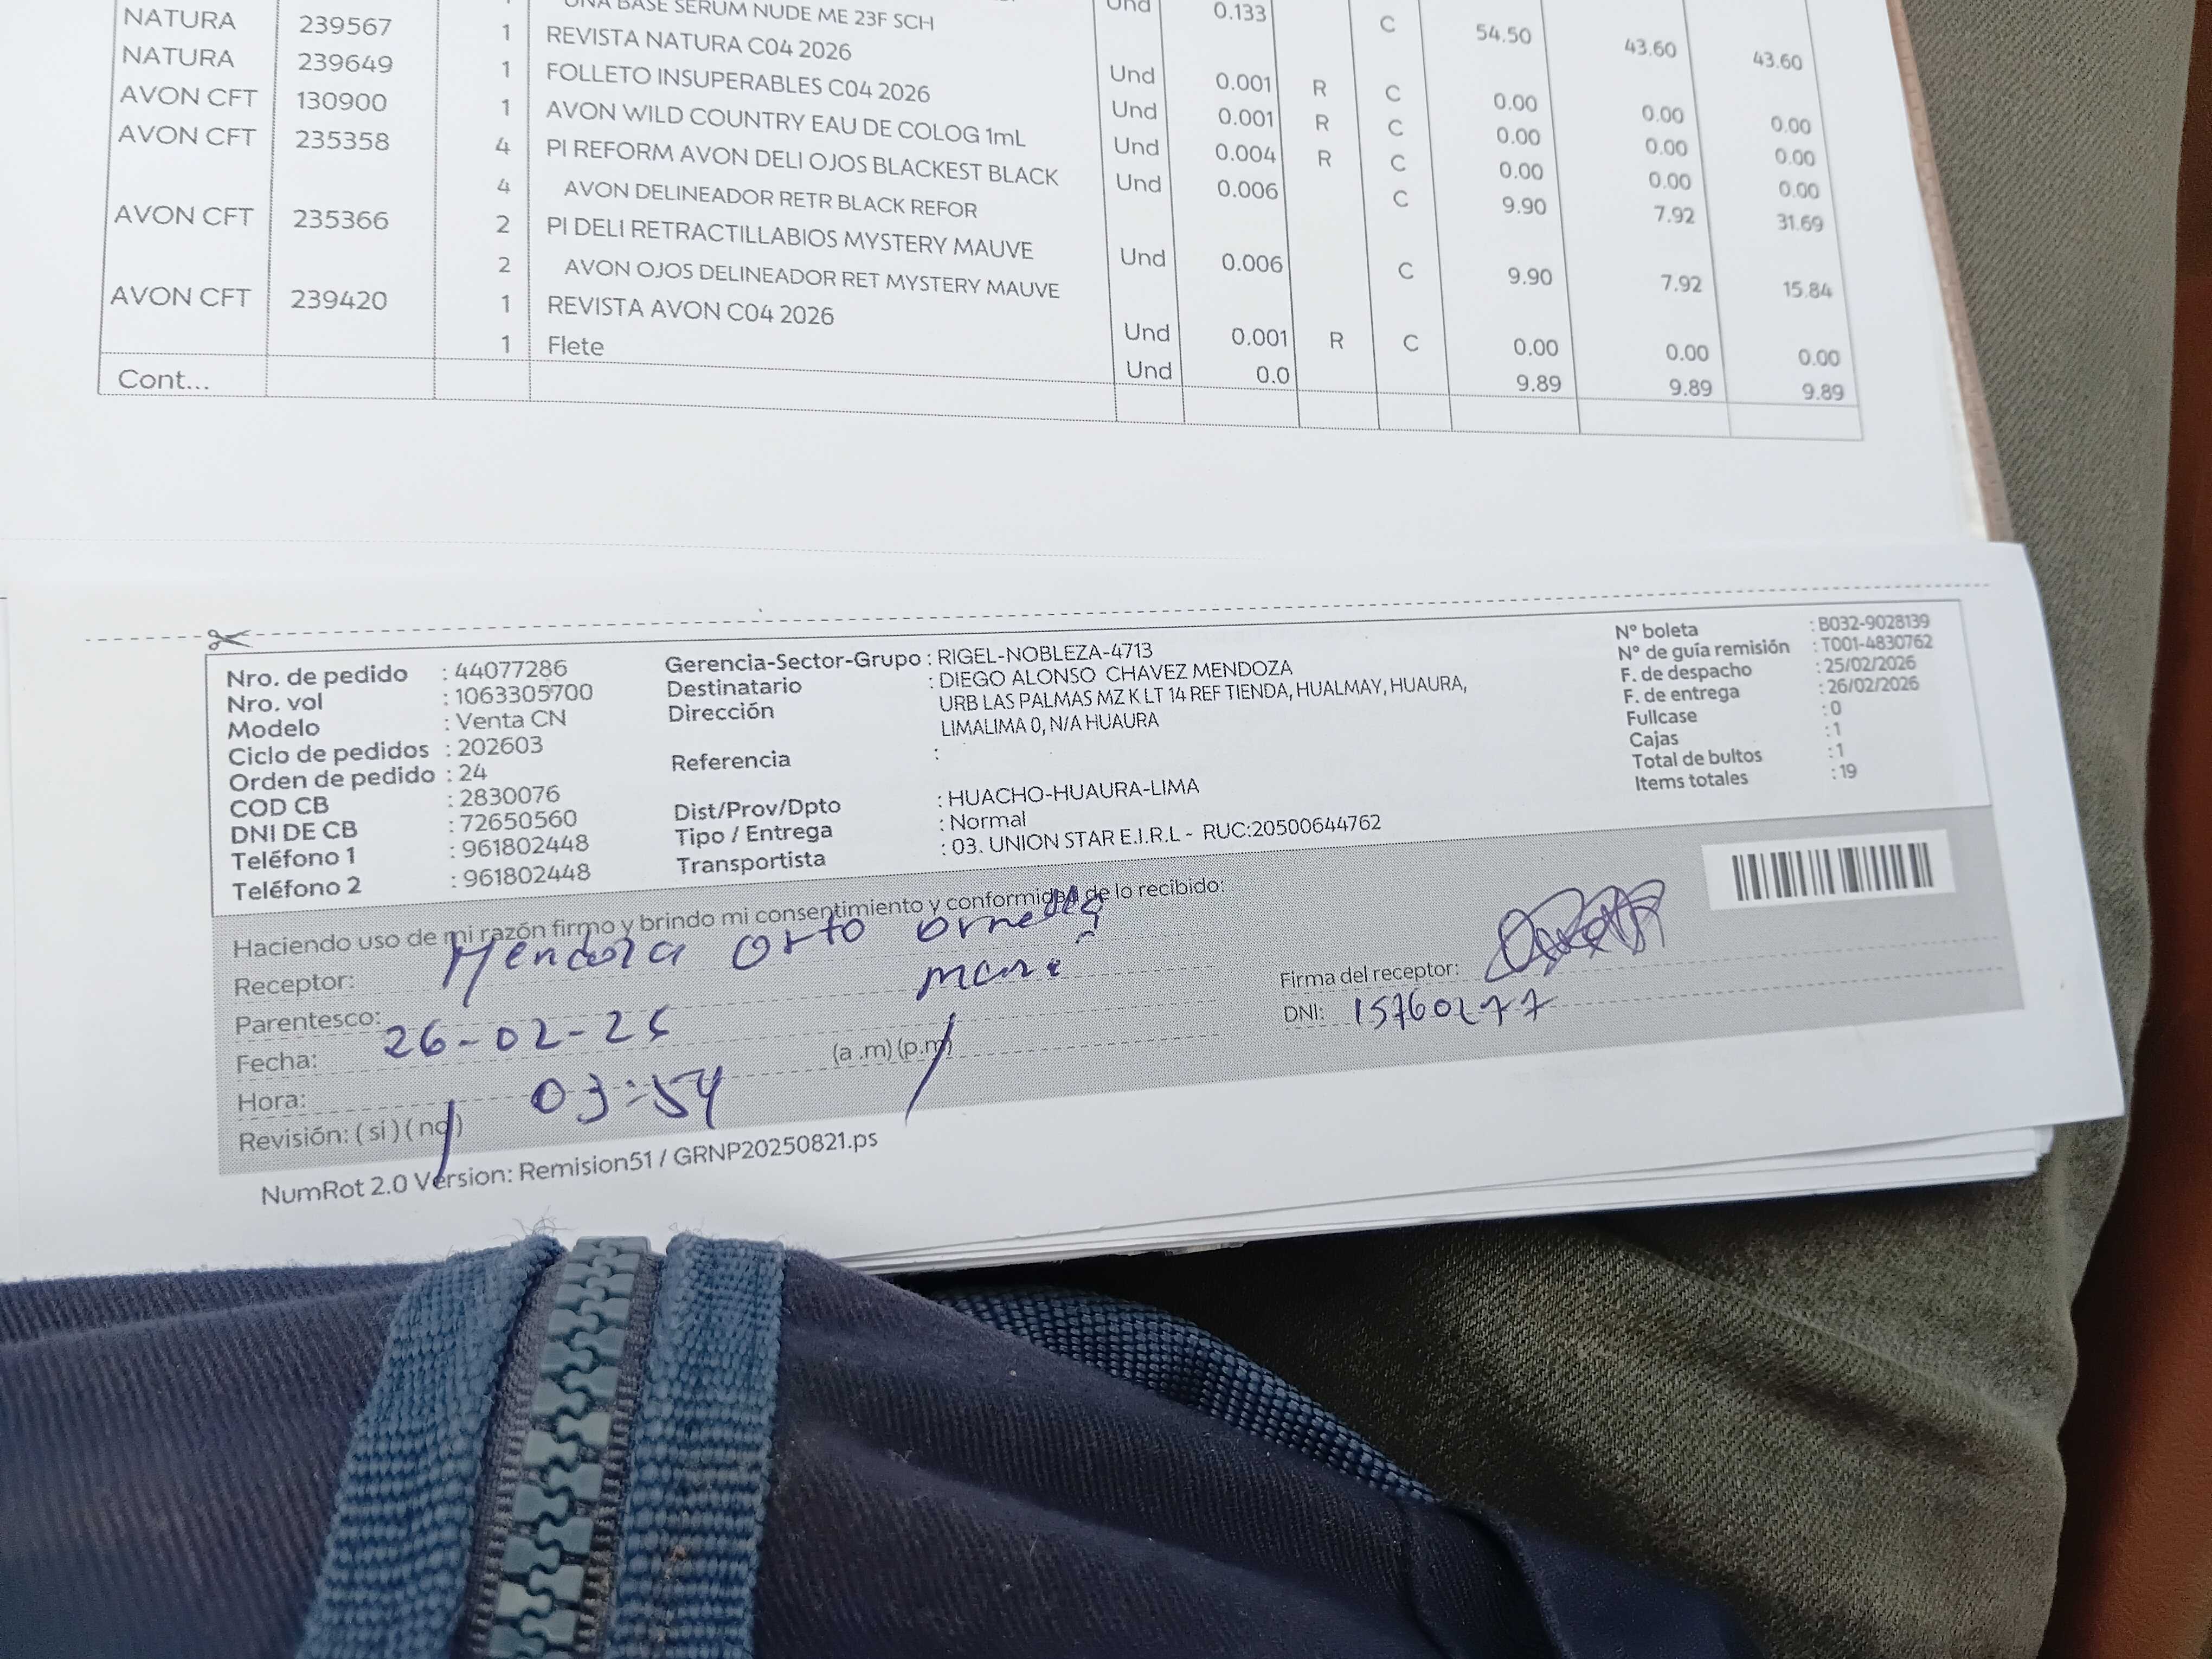 UNA BASE SERUM NUDE ME 23F SCH Und 0.133 C 54.50 43.60 43.60
NATURA 239567 1 REVISTA NATURA C04 2026 Und 0.001 R C 0.00 0.00 0.00
NATURA 239649 1 FOLLETO INSUPERABLES C04 2026 Und 0.001 R C 0.00 0.00 0.00
AVON CFT 130900 1 AVON WILD COUNTRY EAU DE COLOG 1mL Und 0.004 R C 0.00 0.00 0.00
AVON CFT 235358 4 PI REFORM AVON DELI OJOS BLACKEST BLACK Und 0.006 C 9.90 7.92 31.69
4 AVON DELINEADOR RETR BLACK REFOR
AVON CFT 235366 2 PI DELI RETRACTILLABIOS MYSTERY MAUVE Und 0.006 C 9.90 7.92 15.84
2 AVON OJOS DELINEADOR RET MYSTERY MAUVE
AVON CFT 239420 1 REVISTA AVON C04 2026 Und 0.001 R C 0.00 0.00 0.00
1 Flete Und 0.0 9.89 9.89 9.89
Cont...
Nro. de pedido : 44077286
Nro. vol : 1063305700
Modelo : Venta CN
Ciclo de pedidos : 202603
Orden de pedido : 24
COD CB : 2830076
DNI DE CB : 72650560
Teléfono 1 : 961802448
Teléfono 2 : 961802448
Gerencia-Sector-Grupo : RIGEL-NOBLEZA-4713
Destinatario : DIEGO ALONSO CHAVEZ MENDOZA
Dirección URB LAS PALMAS MZ K LT 14 REF TIENDA, HUALMAY, HUAURA,
LIMALIMA 0, N/A HUAURA
Referencia :
Dist/Prov/Dpto : HUACHO-HUAURA-LIMA
Tipo / Entrega : Normal
Transportista : 03. UNION STAR E.I.R.L - RUC:20500644762
N° boleta : B032-9028139
N° de guía remisión : T001-4830762
F. de despacho : 25/02/2026
F. de entrega : 26/02/2026
Fullcase : 0
Cajas : 1
Total de bultos : 1
Items totales : 19
Haciendo uso de mi razón firmo y brindo mi consentimiento y conformidad de lo recibido:
Receptor: Mendoza
Parentesco:
Fecha: 26-02-26
Hora: 03:54 (a .m) (p.m)
Revisión: ( si ) ( no )
Firma del receptor:
DNI: 15760277
NumRot 2.0 Version: Remision51 / GRNP20250821.ps